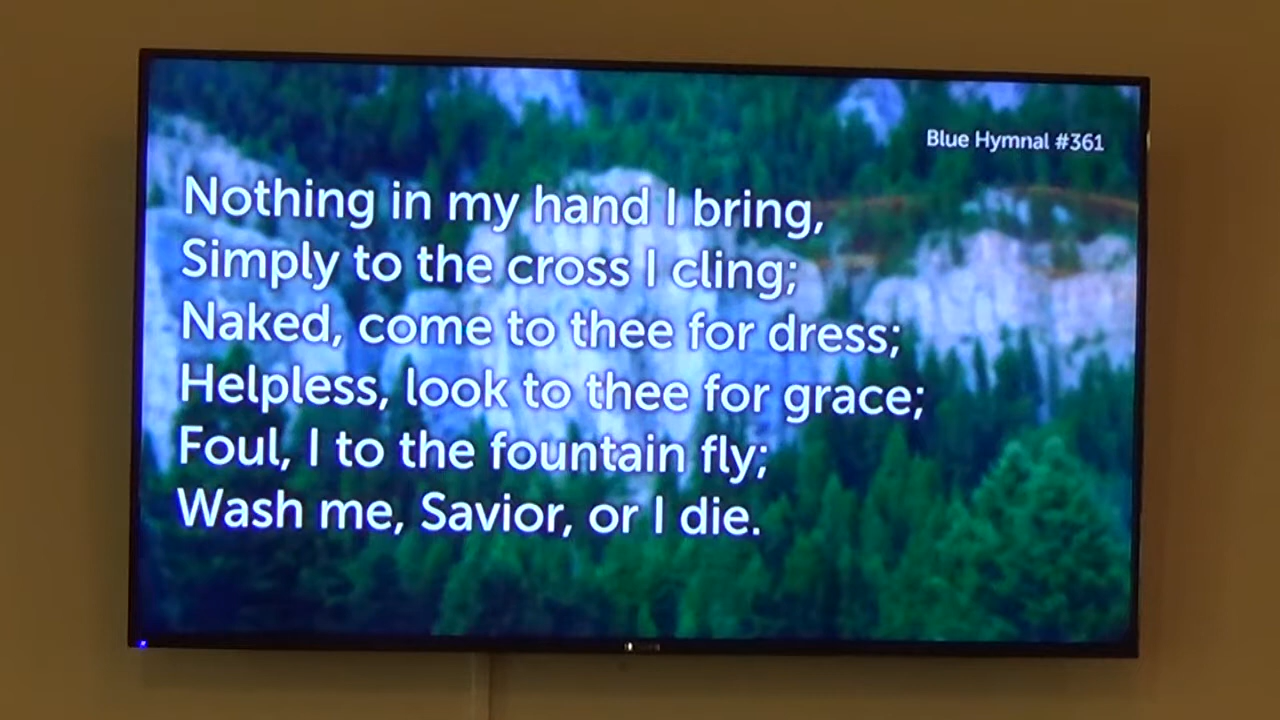 Blue Hymnal #361
Nothing in my hand I bring,
Simply to the cross I cling;
Naked, come to thee for dress;
Helpless, look to thee for grace;
Foul, I to the fountain fly;
Wash me, Savior, or I die.